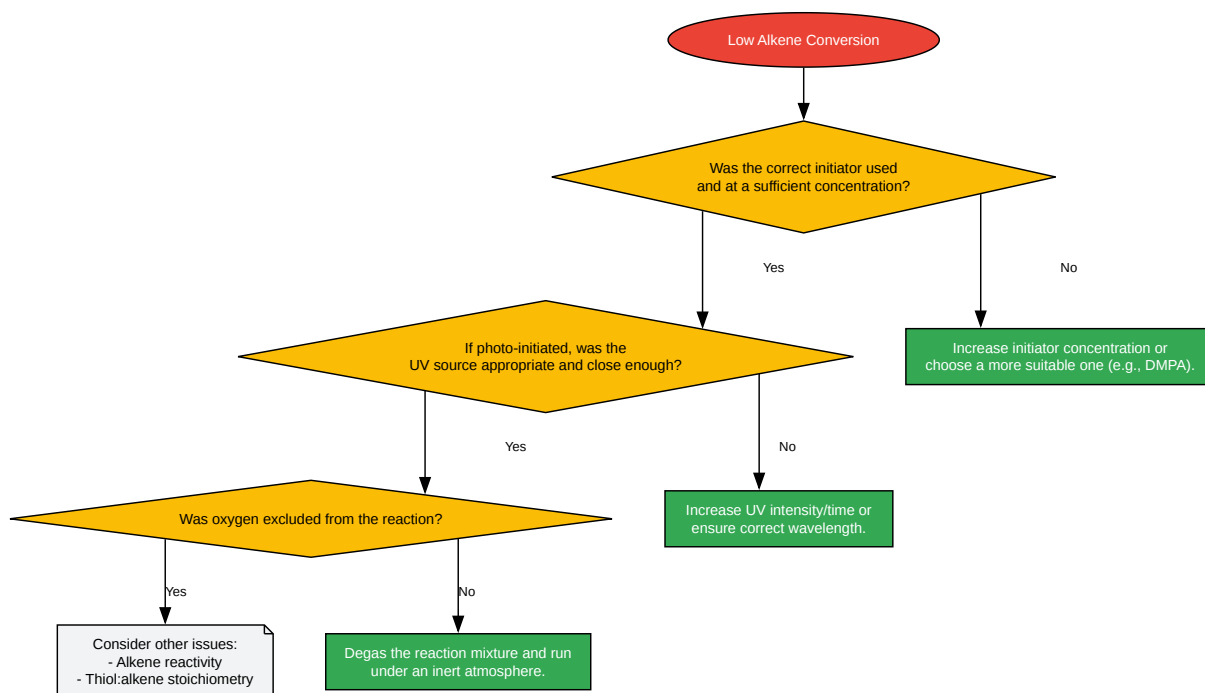 Low Alkene Conversion
Was the correct initiator used
and at a sufficient concentration?
Yes
No
If photo-initiated, was the
UV source appropriate and close enough?
Increase initiator concentration or
choose a more suitable one (e.g., DMPA).
Yes
No
Was oxygen excluded from the reaction?
Increase UV intensity/time or
ensure correct wavelength.
Yes
No
Consider other issues:
- Alkene reactivity
- Thiol:alkene stoichiometry
Degas the reaction mixture and run
under an inert atmosphere.